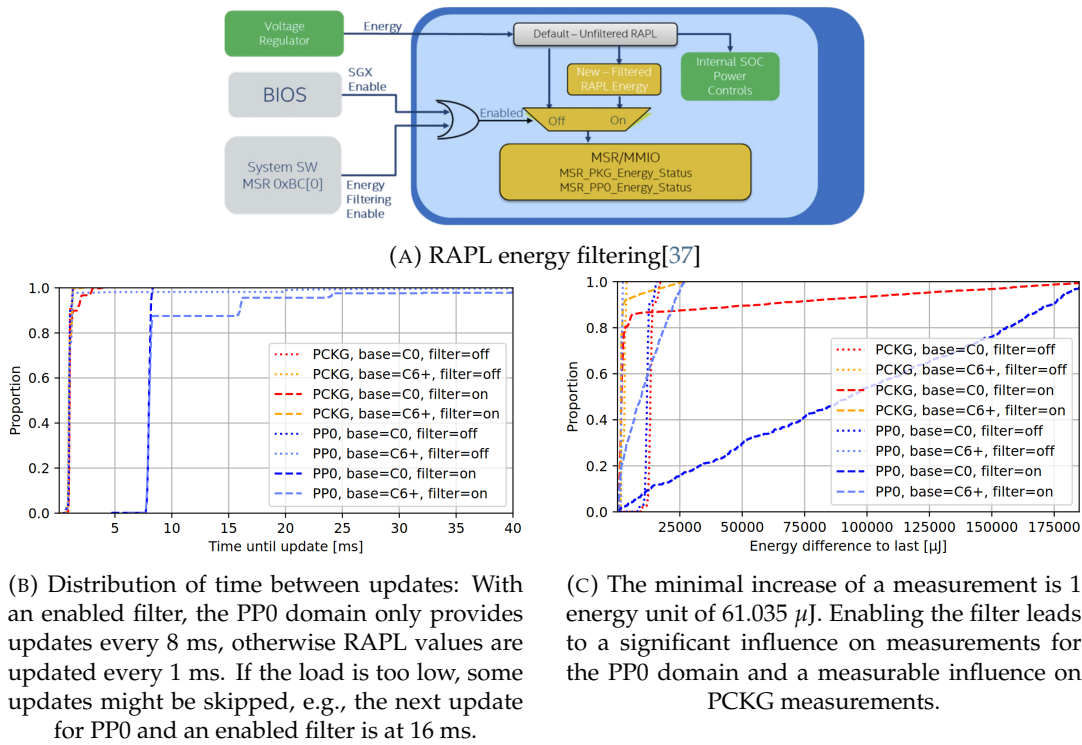 Voltage
Regulator
Energy
Default – Unfiltered RAPL
New – Filtered
RAPL Energy
Internal SOC
Power
Controls
BIOS
SGX
Enable
Enabled
Off
On
System SW
MSR 0xBC[0]
Energy
Filtering
Enable
MSR/MMIO
MSR_PKG_Energy_Status
MSR_PP0_Energy_Status
(A) RAPL energy filtering[37]
Proportion
1.0
0.8
0.6
0.4
0.2
0.0
PCKG, base=C0, filter=off
PCKG, base=C6+, filter=off
PCKG, base=C0, filter=on
PCKG, base=C6+, filter=on
PP0, base=C0, filter=off
PP0, base=C6+, filter=off
PP0, base=C0, filter=on
PP0, base=C6+, filter=on
5 10 15 20 25 30 35 40
Time until update [ms]
Proportion
1.0
0.8
0.6
0.4
0.2
0.0
PCKG, base=C0, filter=off
PCKG, base=C6+, filter=off
PCKG, base=C0, filter=on
PCKG, base=C6+, filter=on
PP0, base=C0, filter=off
PP0, base=C6+, filter=off
PP0, base=C0, filter=on
PP0, base=C6+, filter=on
25000 50000 75000 100000 125000 150000 175000
Energy difference to last [μJ]
(B) Distribution of time between updates: With
an enabled filter, the PP0 domain only provides
updates every 8 ms, otherwise RAPL values are
updated every 1 ms. If the load is too low, some
updates might be skipped, e.g., the next update
for PP0 and an enabled filter is at 16 ms.
(C) The minimal increase of a measurement is 1
energy unit of 61.035 μJ. Enabling the filter leads
to a significant influence on measurements for
the PP0 domain and a measurable influence on
PCKG measurements.